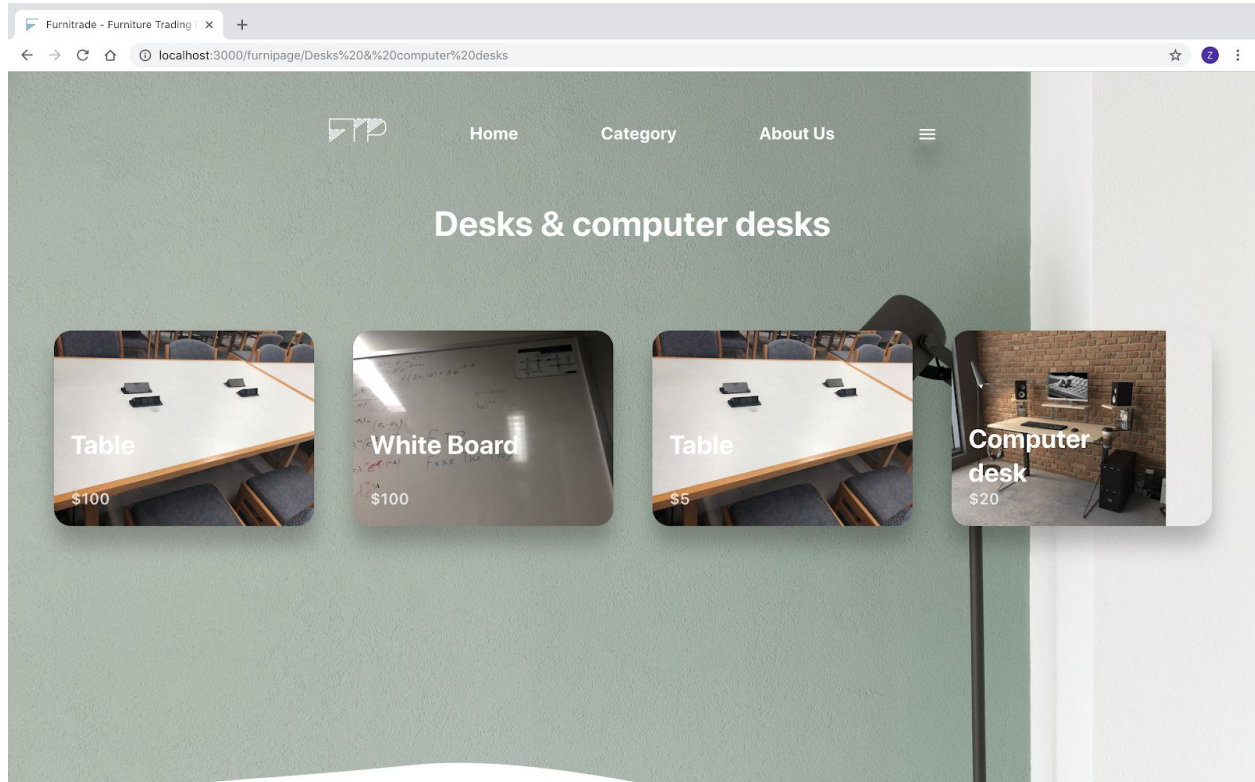 Furnitrade - Furniture Trading
localhost:3000/furnipage/Desks%20&%20computer%20desks
Z
FTP
Home
Category
About Us
Desks & computer desks
Table
$100
White Board
$100
Table
$5
Computer
desk
$20